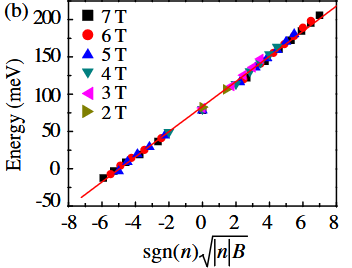 (b)
200
150
100
50
0
-50
Energy (meV)
7 T
6 T
5 T
4 T
3 T
2 T
-8 -6 -4 -2 0 2 4 6 8
sgn(n)√|n|B